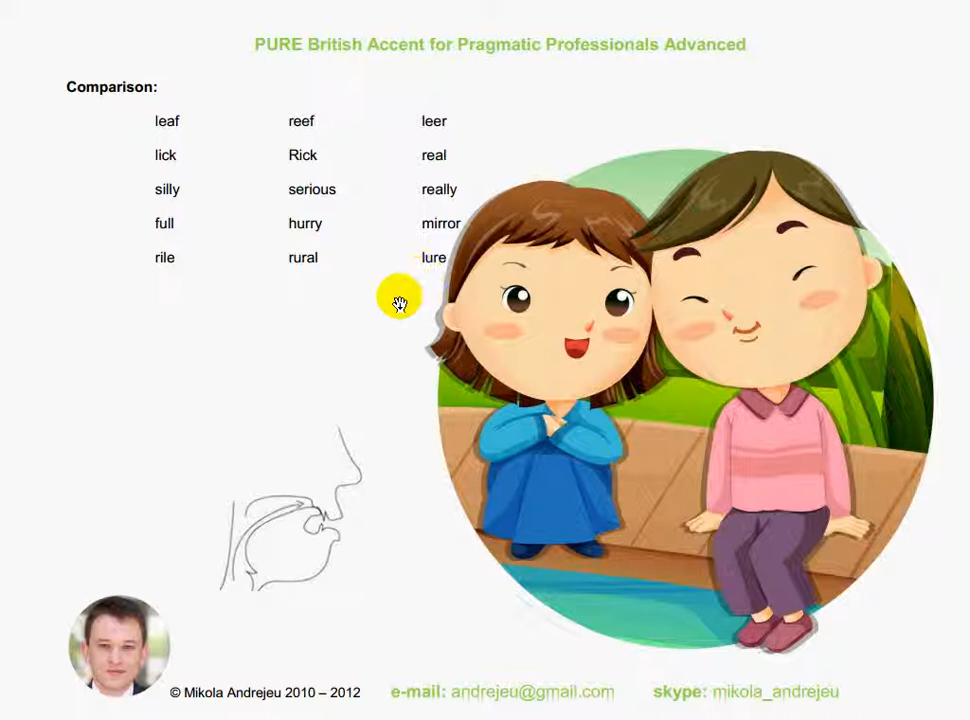 PURE British Accent for Pragmatic Professionals Advanced
Comparison:
leaf reef leer
lick Rick real
silly serious really
full hurry mirror
rile rural lure
© Mikola Andrejeu 2010 – 2012 e-mail: andrejeu@gmail.com skype: mikola_andrejeu